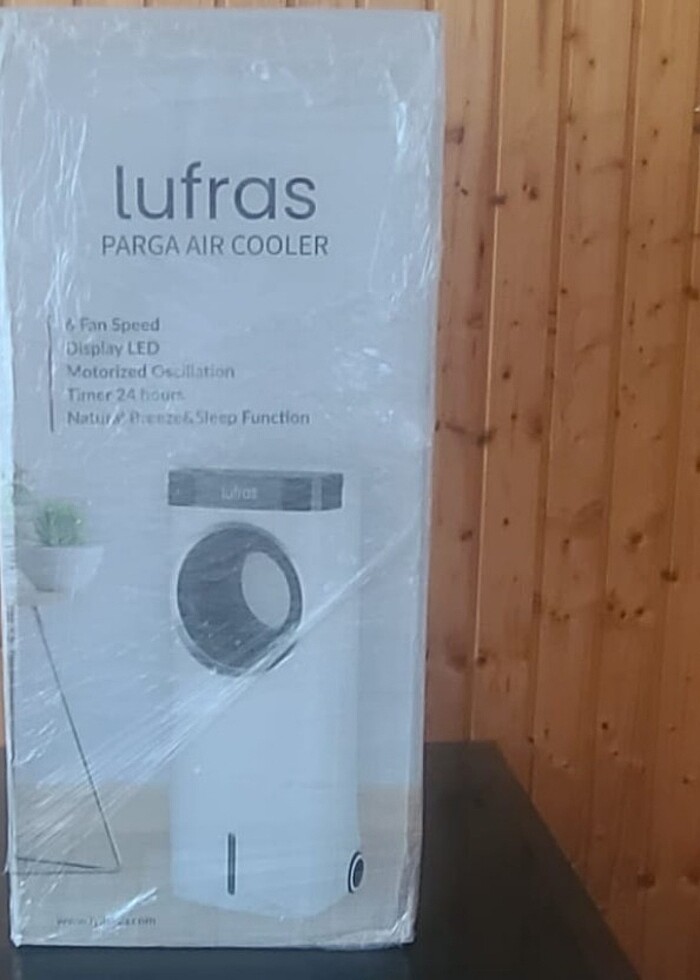 lufras
PARGA AIR COOLER
6 Fan Speed
Display LED
Motorized Oscillation
Timer 24 hours
Natural Breeze&Sleep Function
lufras